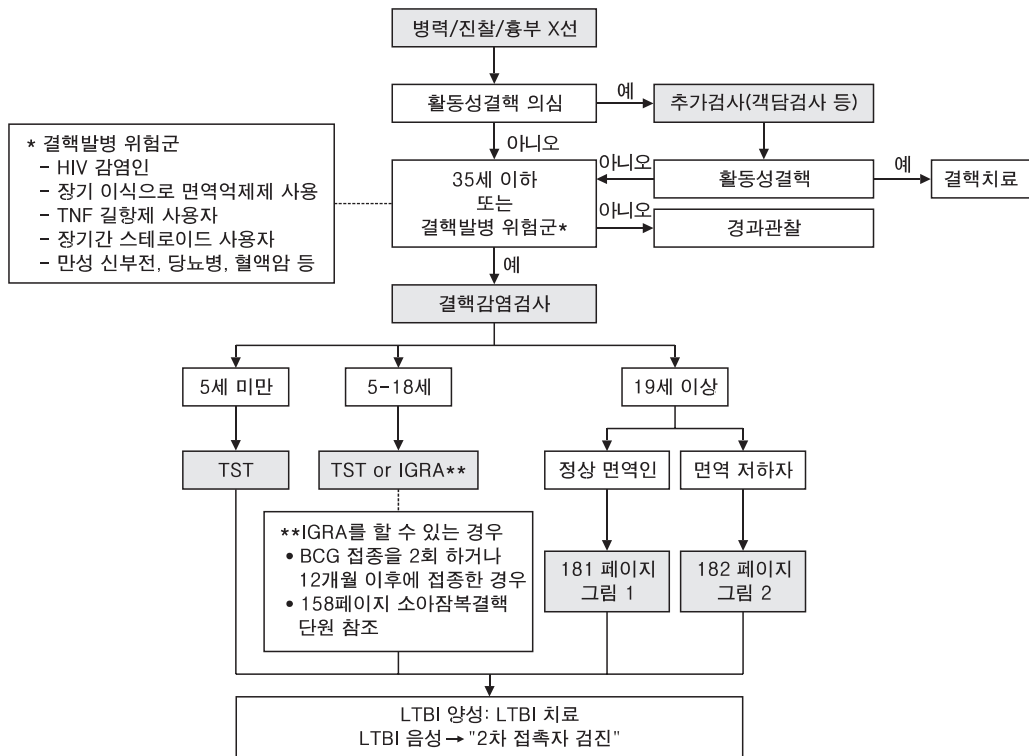 병력/진찰/흉부 X선
활동성결핵 의심
예
추가검사(객담검사 등)
아니오
* 결핵발병 위험군
– HIV 감염인
– 장기 이식으로 면역억제제 사용
– TNF 길항제 사용자
– 장기간 스테로이드 사용자
– 만성 신부전, 당뇨병, 혈액암 등
35세 이하
또는
결핵발병 위험군*
아니오
활동성결핵
예
결핵치료
아니오
경과관찰
예
결핵감염검사
5세 미만
5-18세
19세 이상
TST
TST or IGRA**
정상 면역인
면역 저하자
**IGRA를 할 수 있는 경우
• BCG 접종을 2회 하거나
12개월 이후에 접종한 경우
• 158페이지 소아잠복결핵
단원 참조
181 페이지
그림 1
182 페이지
그림 2
LTBI 양성: LTBI 치료
LTBI 음성 → "2차 접촉자 검진"